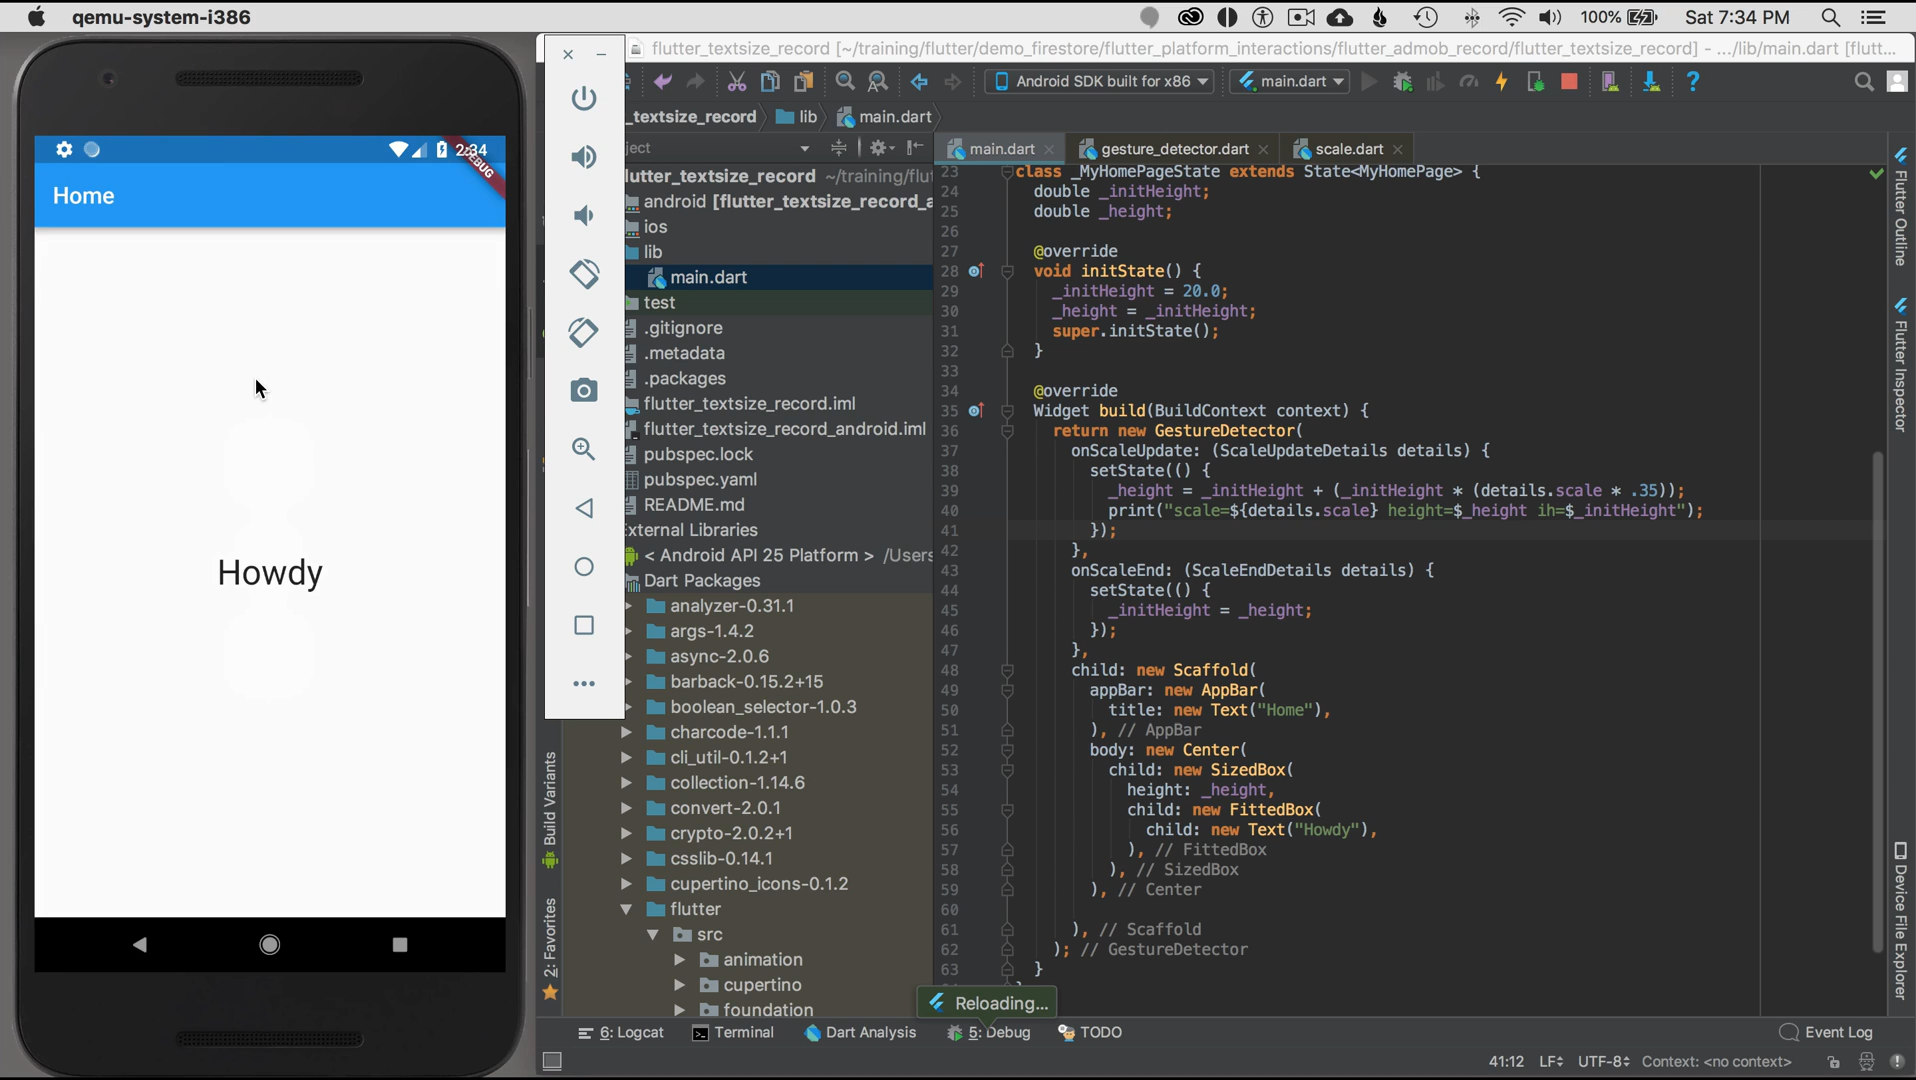 qemu-system-i386
100%
Sat 7:34 PM
flutter_textsize_record [~/training/flutter/demo_firestore/flutter_platform_interactions/flutter_admob_record/flutter_textsize_record] - .../lib/main.dart [flutt...
Android SDK built for x86
main.dart
_textsize_record
lib
main.dart
2:34
DEBUG
Home
Howdy
ject
lutter_textsize_record ~/training/flut
android [flutter_textsize_record_a
ios
lib
main.dart
test
.gitignore
.metadata
.packages
flutter_textsize_record.iml
flutter_textsize_record_android.iml
pubspec.lock
pubspec.yaml
README.md
External Libraries
< Android API 25 Platform > /Users
Dart Packages
analyzer-0.31.1
args-1.4.2
async-2.0.6
barback-0.15.2+15
boolean_selector-1.0.3
charcode-1.1.1
cli_util-0.1.2+1
collection-1.14.6
convert-2.0.1
crypto-2.0.2+1
csslib-0.14.1
cupertino_icons-0.1.2
flutter
src
animation
cupertino
foundation
Build Variants
2: Favorites
main.dart
gesture_detector.dart
scale.dart
23 class _MyHomePageState extends State<MyHomePage> {
24 double _initHeight;
25 double _height;
26
27 @override
28 void initState() {
29 _initHeight = 20.0;
30 _height = _initHeight;
31 super.initState();
32 }
33
34 @override
35 Widget build(BuildContext context) {
36 return new GestureDetector(
37 onScaleUpdate: (ScaleUpdateDetails details) {
38 setState(() {
39 _height = _initHeight + (_initHeight * (details.scale * .35));
40 print("scale=${details.scale} height=$_height ih=$_initHeight");
41 });
42 },
43 onScaleEnd: (ScaleEndDetails details) {
44 setState(() {
45 _initHeight = _height;
46 });
47 },
48 child: new Scaffold(
49 appBar: new AppBar(
50 title: new Text("Home"),
51 ), // AppBar
52 body: new Center(
53 child: new SizedBox(
54 height: _height,
55 child: new FittedBox(
56 child: new Text("Howdy"),
57 ), // FittedBox
58 ), // SizedBox
59 ), // Center
60
61 ), // Scaffold
62 ); // GestureDetector
63 }
Flutter Outline
Flutter Inspector
Device File Explorer
Reloading...
6: Logcat
Terminal
Dart Analysis
5: Debug
TODO
Event Log
41:12 LF UTF-8 Context: <no context>